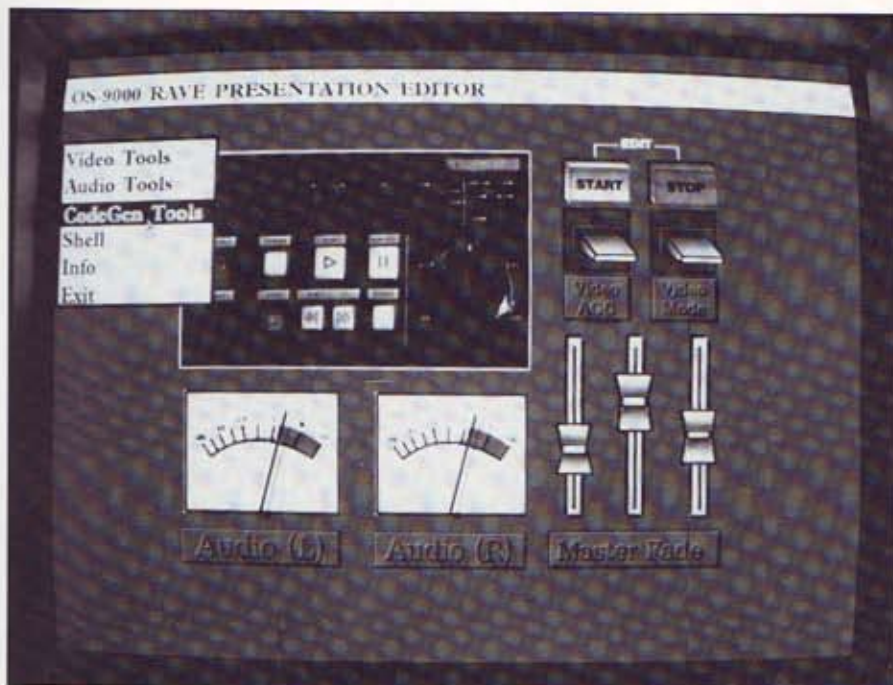 OS-9000 RAVE PRESENTATION EDITOR
Video Tools
Audio Tools
CodeGen Tools
Shell
Info
Exit
EDIT
START
STOP
Video
AGC
Video
Mode
Audio (L)
Audio (R)
Master Fade